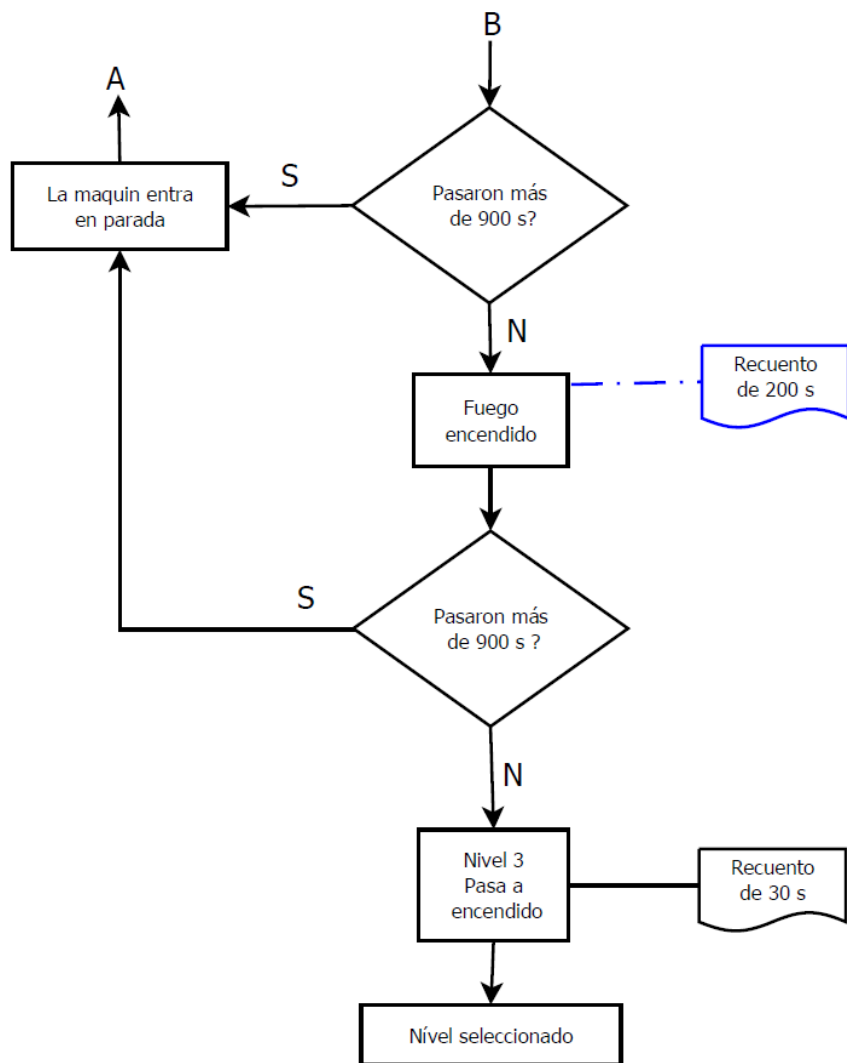 B
A
S
La maquin entra
en parada
Pasaron más
de 900 s?
N
Recuento
de 200 s
Fuego
encendido
S
Pasaron más
de 900 s ?
N
Nivel 3
Pasa a
encendido
Recuento
de 30 s
Nível seleccionado